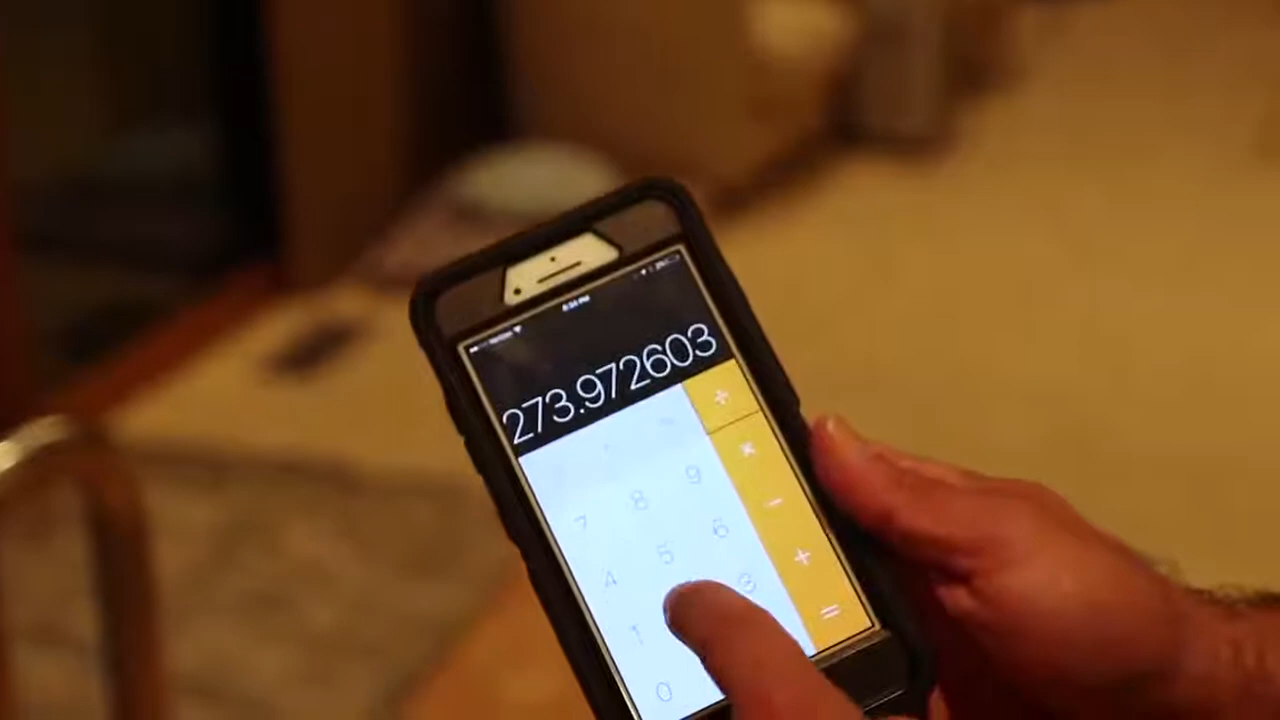 273.972603
÷
7 8 9 ×
4 5 6 −
1 3 +
0 =